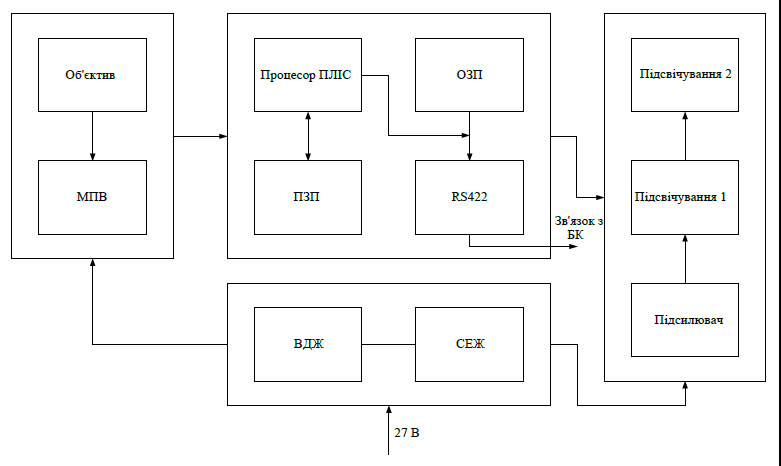 Об'єктив
Процесор ПЛІС
ОЗП
Підсвічування 2
МПВ
ПЗП
RS422
Підсвічування 1
Зв'язок з
БК
Підсилювач
ВДЖ
СЕЖ
27 В